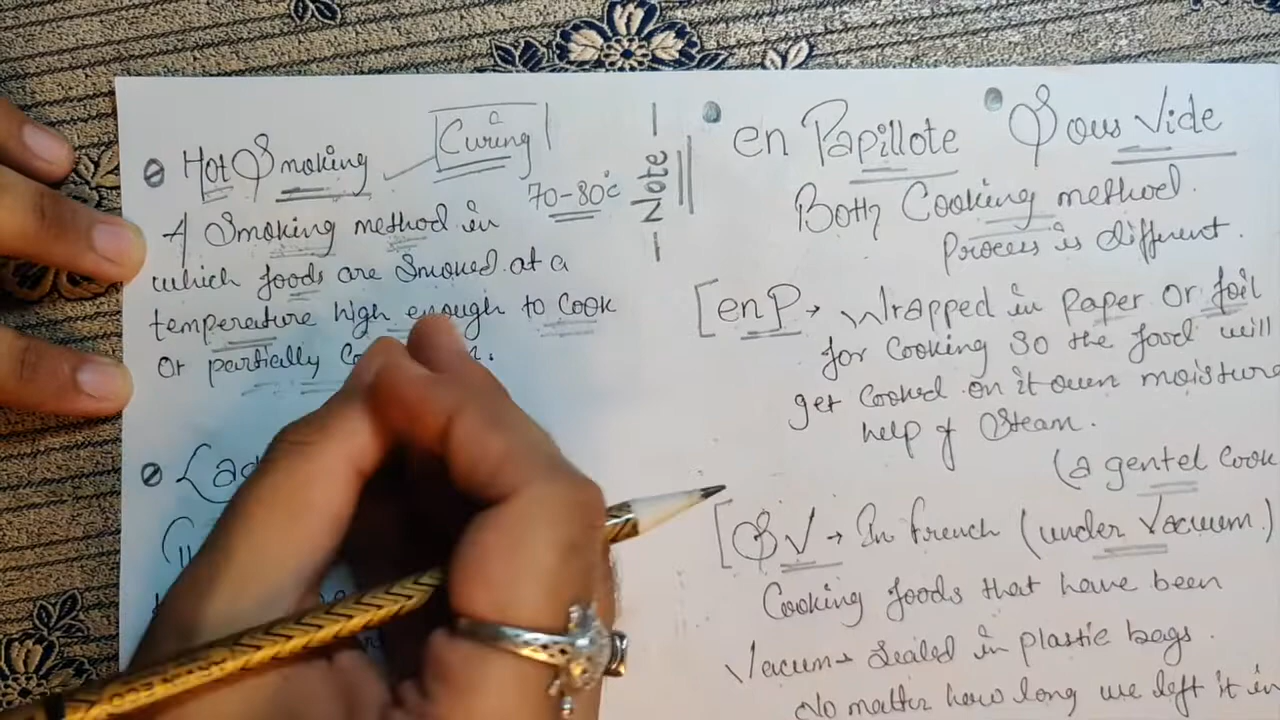 Curing
Hot Smoking
70-80°c
A Smoking method in
which foods are Smoked at a
temperature high enough to Cook
Or partially
- Note -
en Papillote Sous Vide
Both Cooking method.
Process is different.
[en P → Wrapped in Paper Or foil
for Cooking So the food will
get Cooked on it own moisture
help of Steam.
(a gentel Cook
[SV → In french (under Vacuum.)
Cooking foods that have been
Vacum → Sealed in plastic bags.
No matter how long we left it in